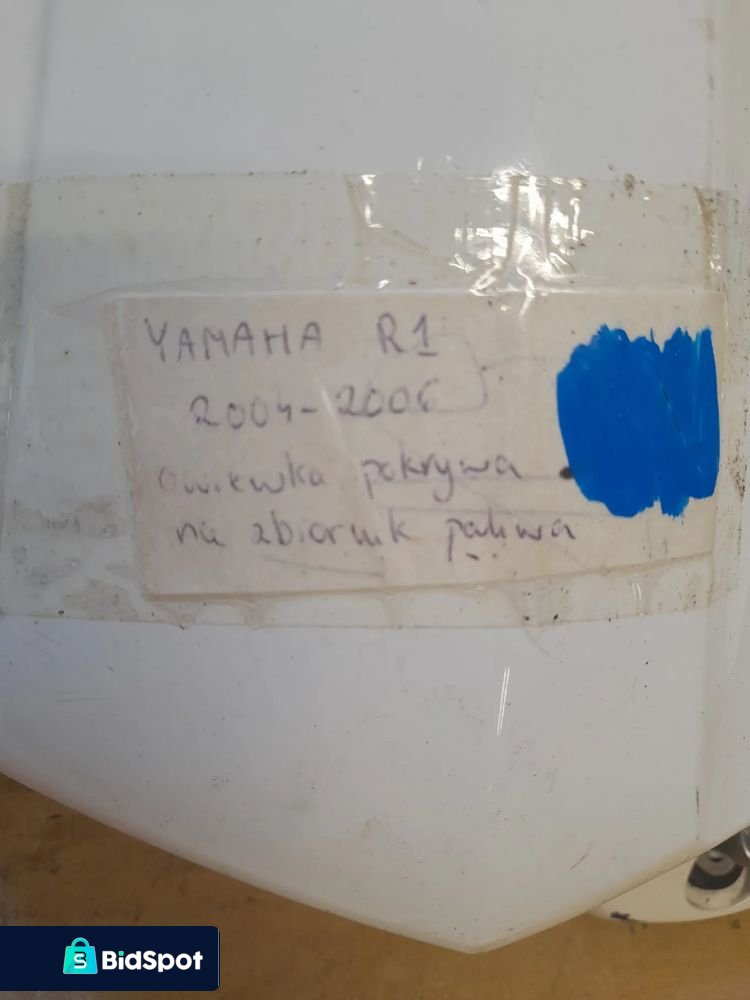 YAMAHA R1
2004-2006
owiewka pokrywa
na zbiornik paliwa
BidSpot